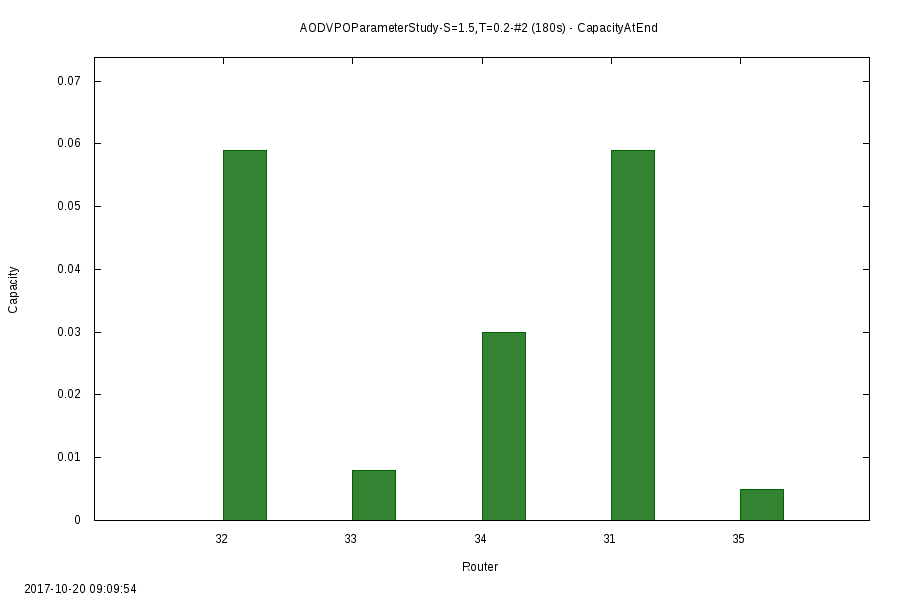 AODVPOParameterStudy-S=1.5,T=0.2-#2 (180s) - CapacityAtEnd
0.07
0.06
0.05
0.04
0.03
0.02
0.01
0
Capacity
32 33 34 31 35
Router
2017-10-20 09:09:54